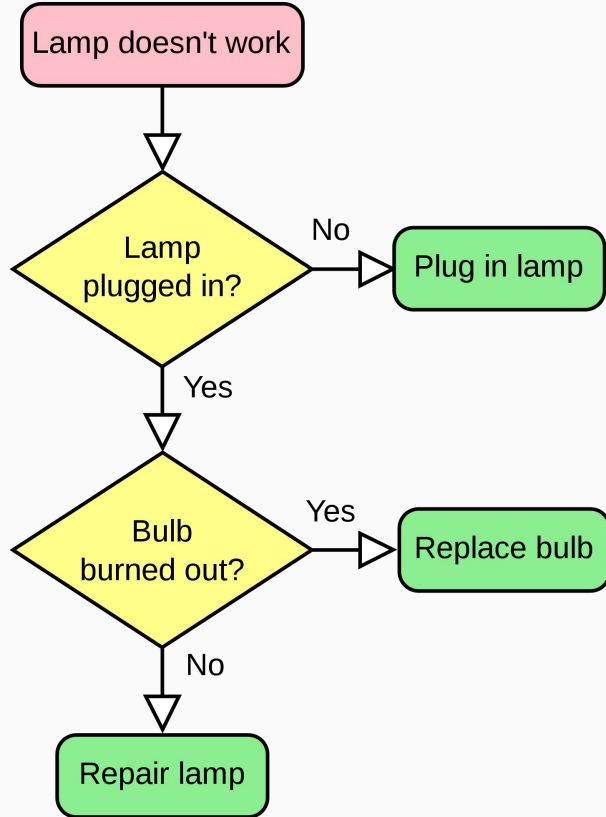 Lamp doesn't work
Lamp
plugged in?
No
Plug in lamp
Yes
Bulb
burned out?
Yes
Replace bulb
No
Repair lamp